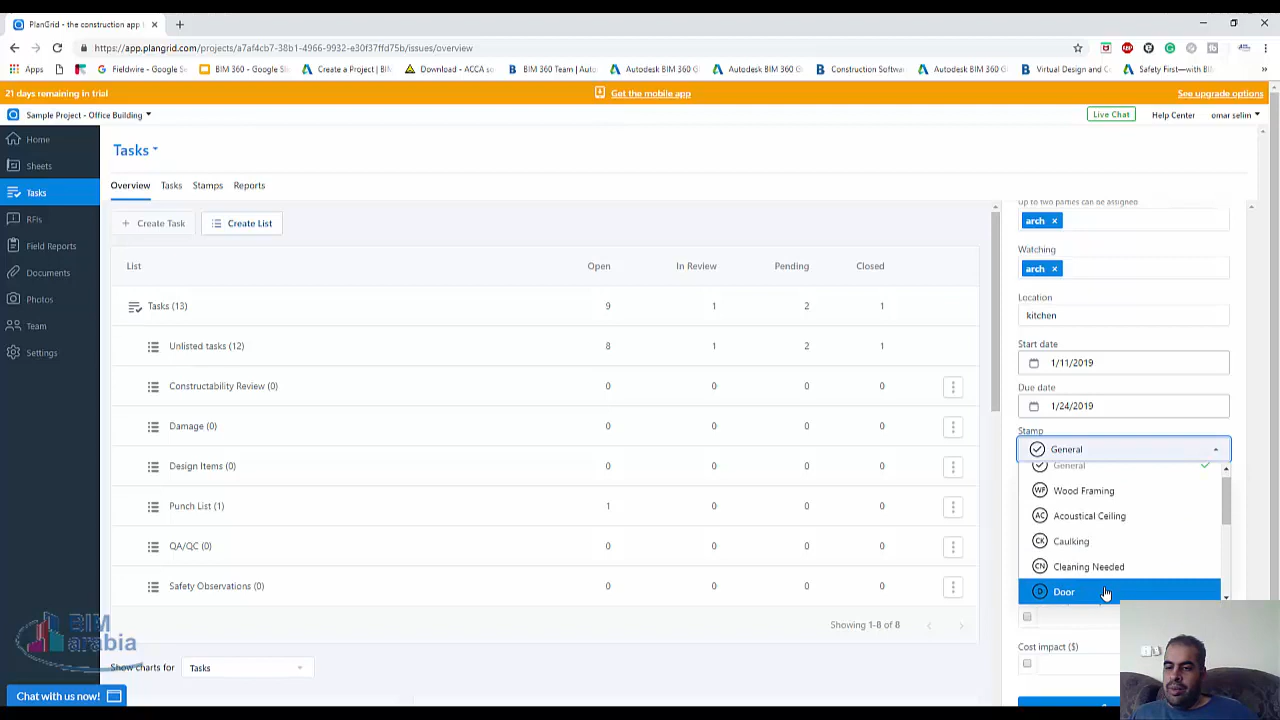 PlanGrid - the construction app
https://app.plangrid.com/projects/a7af4cb7-38b1-4966-9932-e30f37ffd75b/issues/overview
Apps
Fieldwire - Google S
BIM 360 - Google Sli
Create a Project | BIM
Download - ACCA so
BIM 360 Team | Auto
Autodesk BIM 360 G
Autodesk BIM 360 Gl
Construction Softwa
Autodesk BIM 360 G
Virtual Design and Co
Safety First—with BIM
21 days remaining in trial
Get the mobile app
See upgrade options
Sample Project - Office Building
Live Chat
Help Center
omar selim
Home
Sheets
Tasks
RFIs
Field Reports
Documents
Photos
Team
Settings
Tasks
Overview Tasks Stamps Reports
+ Create Task
Create List
List Open In Review Pending Closed
Tasks (13) 9 1 2 1
Unlisted tasks (12) 8 1 2 1
Constructability Review (0) 0 0 0 0
Damage (0) 0 0 0 0
Design Items (0) 0 0 0 0
Punch List (1) 1 0 0 0
QA/QC (0) 0 0 0 0
Safety Observations (0) 0 0 0 0
Showing 1-8 of 8
Show charts for Tasks
Up to two parties can be assigned
arch ×
Watching
arch ×
Location
kitchen
Start date
1/11/2019
Due date
1/24/2019
Stamp
General
General
WF Wood Framing
AC Acoustical Ceiling
CK Caulking
CN Cleaning Needed
D Door
Cost impact ($)
BIM
arabia
Chat with us now!